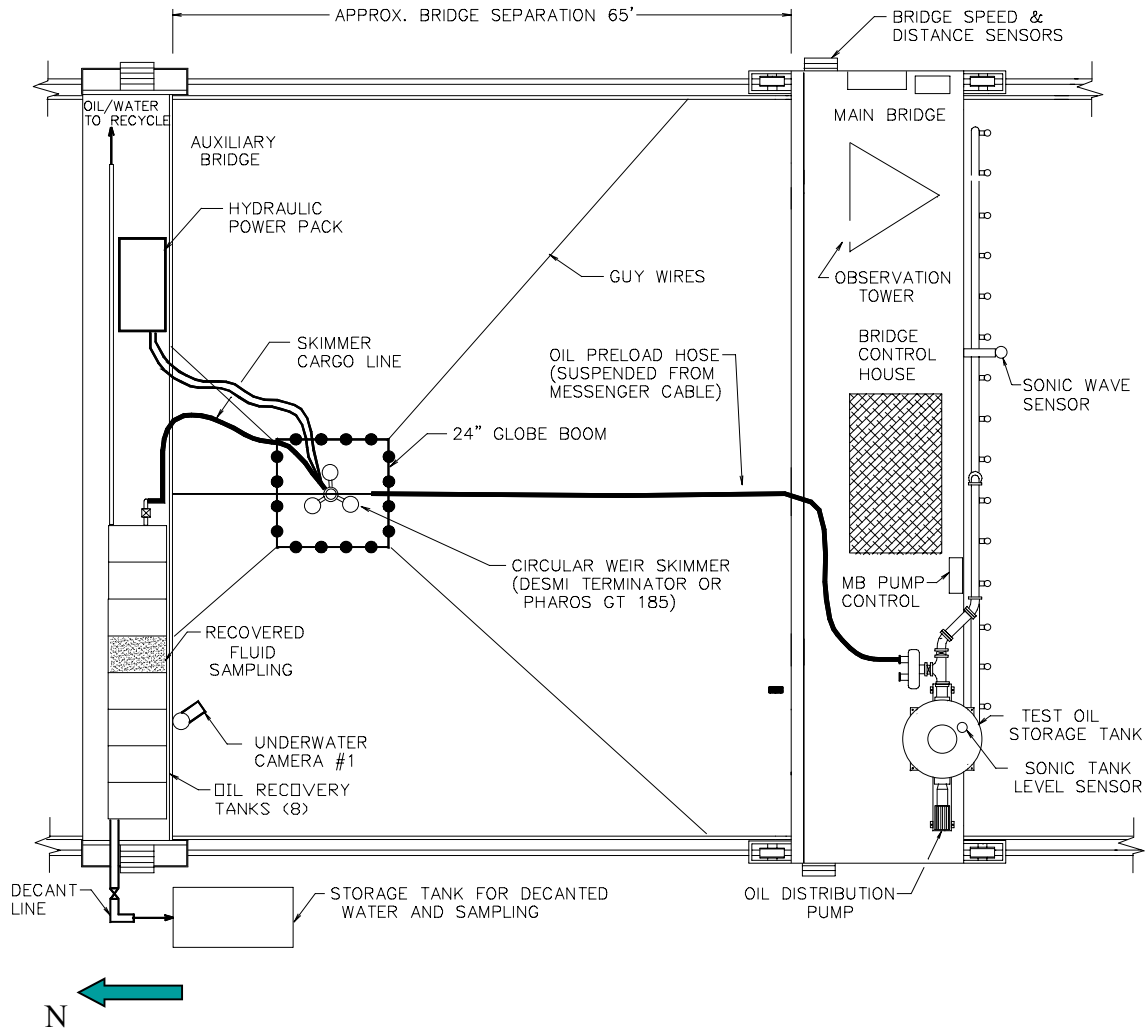 APPROX. BRIDGE SEPARATION 65'
BRIDGE SPEED &
DISTANCE SENSORS
OIL/WATER
TO RECYCLE
AUXILIARY
BRIDGE
MAIN BRIDGE
HYDRAULIC
POWER PACK
GUY WIRES
OBSERVATION
TOWER
SKIMMER
CARGO LINE
OIL PRELOAD HOSE
(SUSPENDED FROM
MESSENGER CABLE)
BRIDGE
CONTROL
HOUSE
SONIC WAVE
SENSOR
24" GLOBE BOOM
CIRCULAR WEIR SKIMMER
(DESMI TERMINATOR OR
PHAROS GT 185)
MB PUMP
CONTROL
RECOVERED
FLUID
SAMPLING
UNDERWATER
CAMERA #1
TEST OIL
STORAGE TANK
SONIC TANK
LEVEL SENSOR
OIL RECOVERY
TANKS (8)
DECANT
LINE
STORAGE TANK FOR DECANTED
WATER AND SAMPLING
OIL DISTRIBUTION
PUMP
N